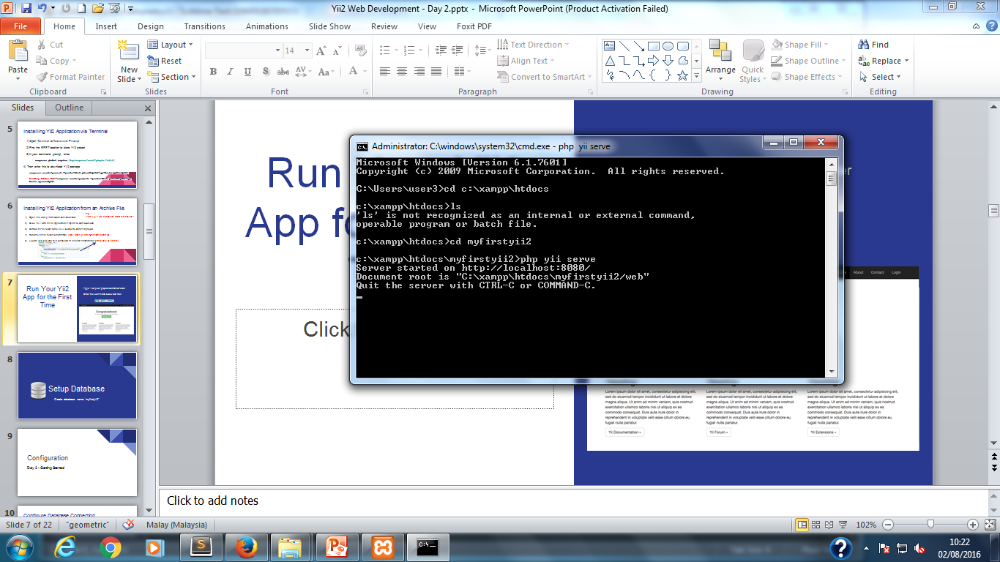 Yii2 Web Development - Day 2.pptx - Microsoft PowerPoint (Product Activation Failed)
File Home Insert Design Transitions Animations Slide Show Review View Foxit PDF
Paste
Cut
Copy
Format Painter
Clipboard
New Slide
Layout
Reset
Section
Slides
14
B I U S abc AV Aa A
Font
Text Direction
Align Text
Convert to SmartArt
Paragraph
Arrange
Quick Styles
Shape Fill
Shape Outline
Shape Effects
Drawing
Find
Replace
Select
Editing
Slides Outline
5
Installing Yii2 Application via Terminal
6
Installing Yii2 Application from an Archive File
7
Run Your Yii2
App for the First
Time
Congratulations!
8
Setup Database
Create database name 'myfirstyii2'
9
Configuration
Day 2 - Getting Started
10
Configure Database Connection
Run
App fo
Click
er
About Contact Login
Administrator: C:\windows\system32\cmd.exe - php yii serve
Microsoft Windows [Version 6.1.7601]
Copyright (c) 2009 Microsoft Corporation. All rights reserved.
C:\Users\user3>cd c:\xampp\htdocs
c:\xampp\htdocs>ls
'ls' is not recognized as an internal or external command,
operable program or batch file.
c:\xampp\htdocs>cd myfirstyii2
c:\xampp\htdocs\myfirstyii2>php yii serve
Server started on http://localhost:8080/
Document root is "C:\xampp\htdocs\myfirstyii2/web"
Quit the server with CTRL-C or COMMAND-C.
Lorem ipsum dolor sit amet, consectetur adipisicing elit,
sed do eiusmod tempor incididunt ut labore et dolore
magna aliqua. Ut enim ad minim veniam, quis nostrud
exercitation ullamco laboris nisi ut aliquip ex ea
commodo consequat. Duis aute irure dolor in
reprehenderit in voluptate velit esse cillum dolore eu
fugiat nulla pariatur.
Yii Documentation »
Lorem ipsum dolor sit amet, consectetur adipisicing elit,
sed do eiusmod tempor incididunt ut labore et dolore
magna aliqua. Ut enim ad minim veniam, quis nostrud
exercitation ullamco laboris nisi ut aliquip ex ea
commodo consequat. Duis aute irure dolor in
reprehenderit in voluptate velit esse cillum dolore eu
fugiat nulla pariatur.
Yii Forum »
Lorem ipsum dolor sit amet, consectetur adipisicing elit,
sed do eiusmod tempor incididunt ut labore et dolore
magna aliqua. Ut enim ad minim veniam, quis nostrud
exercitation ullamco laboris nisi ut aliquip ex ea
commodo consequat. Duis aute irure dolor in
reprehenderit in voluptate velit esse cillum dolore eu
fugiat nulla pariatur.
Yii Extensions »
Click to add notes
Slide 7 of 22 "geometric" Malay (Malaysia) 102%
10:22
02/08/2016